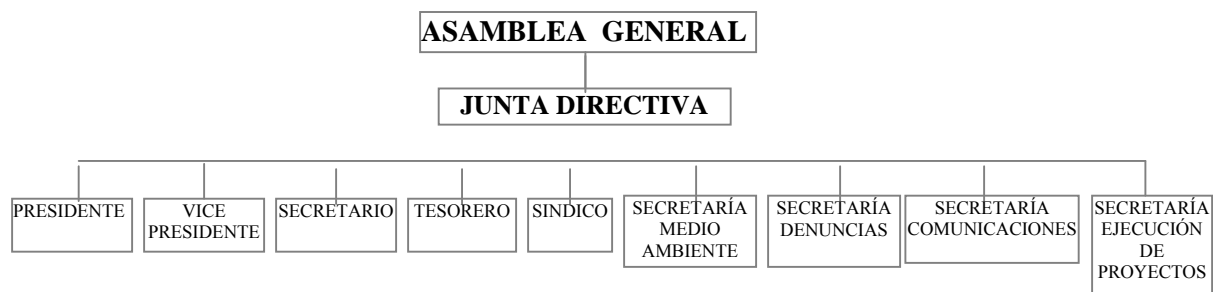 ASAMBLEA GENERAL
JUNTA DIRECTIVA
PRESIDENTE
VICE
PRESIDENTE
SECRETARIO
TESORERO
SINDICO
SECRETARÍA
MEDIO
AMBIENTE
SECRETARÍA
DENUNCIAS
SECRETARÍA
COMUNICACIONES
SECRETARÍA
EJECUCIÓN
DE
PROYECTOS